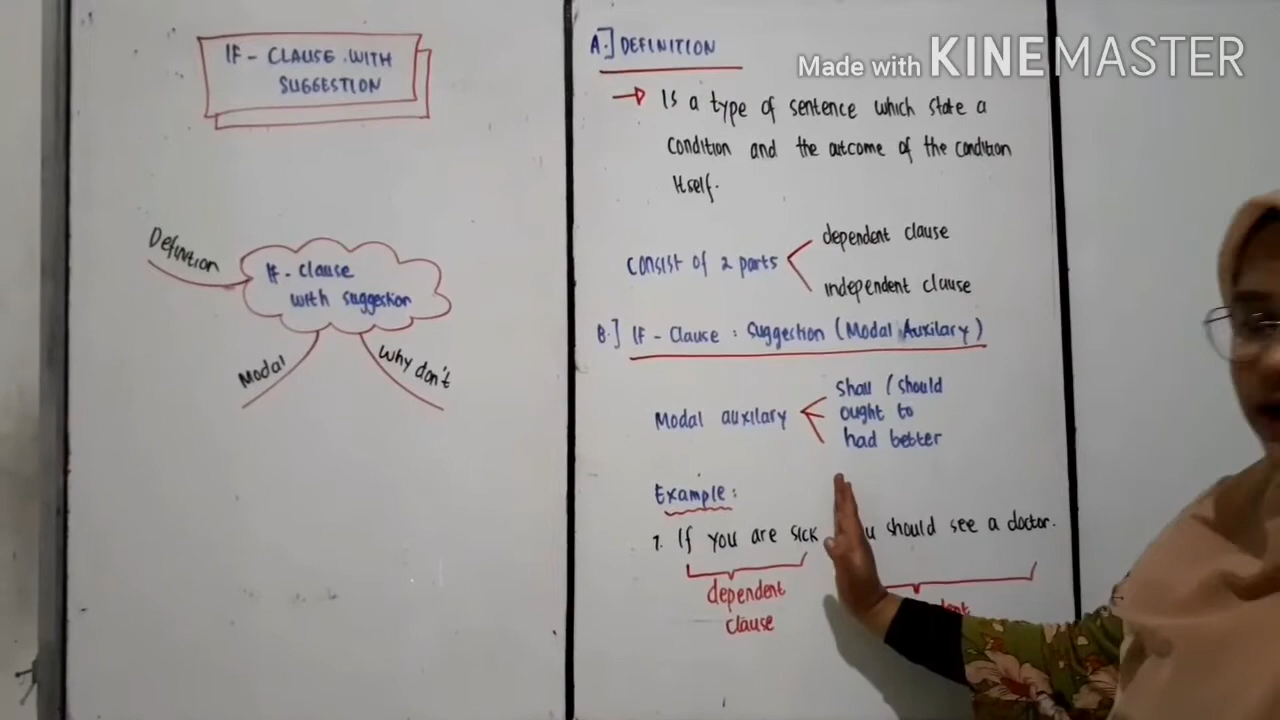 IF - CLAUSE WITH
SUGGESTION
Definition
IF - Clause
with suggestion
Modal
why don't
A.] DEFINITION
Made with KINEMASTER
→ Is a type of sentence which state a
condition and the outcome of the condition
itself.
Consist of 2 parts
dependent clause
independent clause
B.] IF - Clause : Suggestion (Modal Auxilary)
Modal auxilary
Shall / Should
ought to
had better
Example :
1. If you are sick should see a doctor.
dependent
clause